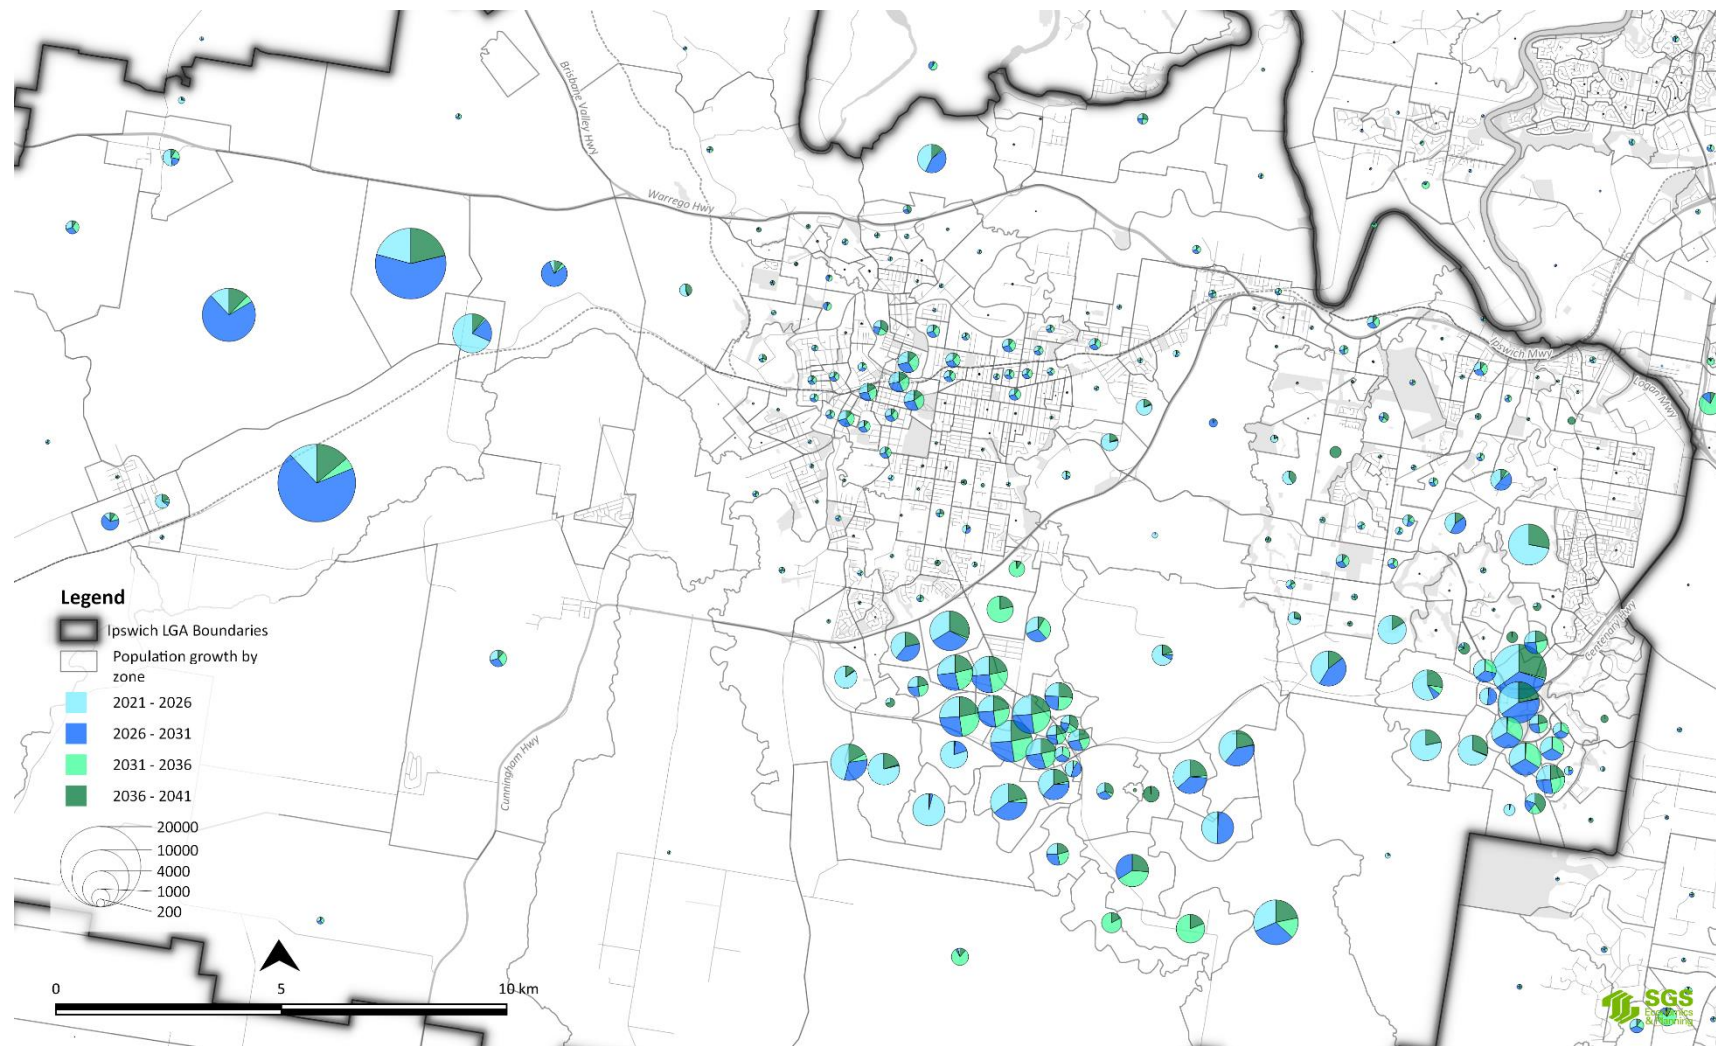 Brisbane Valley Hwy
Warrego Hwy
Ipswich Mwy
Logan Mwy
Centenary Hwy
Cunningham Hwy
Legend
Ipswich LGA Boundaries
Population growth by
zone
2021 - 2026
2026 - 2031
2031 - 2036
2036 - 2041
20000
10000
4000
1000
200
0 5 10 km
SGS
Economics
& Planning